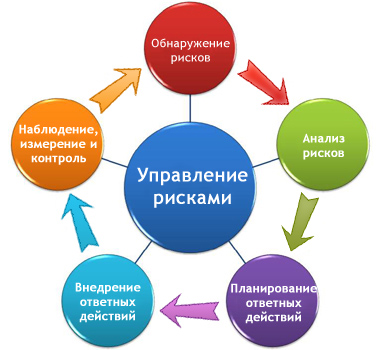 Обнаружение
рисков
Наблюдение,
измерение и
контроль
Анализ
рисков
Управление
рисками
Внедрение
ответных
действий
Планирование
ответных
действий